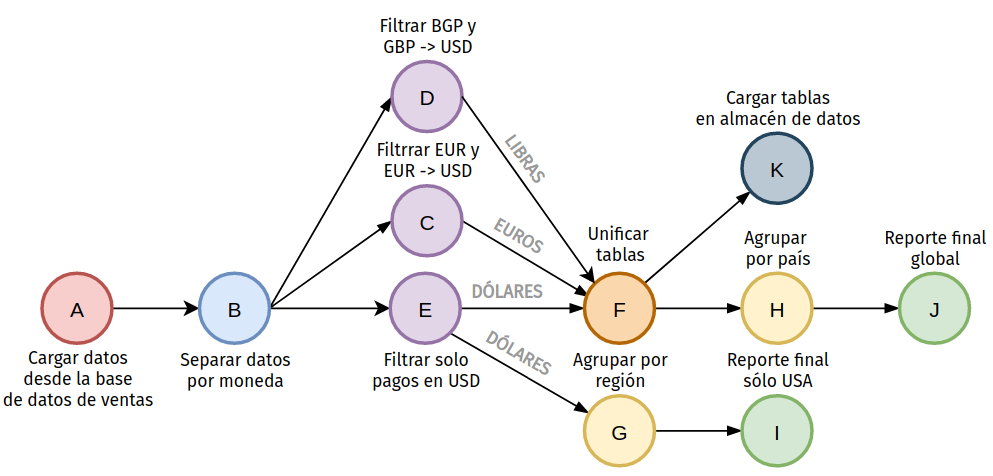 Filtrar BGP y
GBP -> USD
D
Filtrrar EUR y
EUR -> USD
C
LIBRAS
EUROS
DÓLARES
DÓLARES
Cargar tablas
en almacén de datos
K
Unificar
tablas
F
Agrupar
por país
H
Reporte final
global
J
A
Cargar datos
desde la base
de datos de ventas
B
Separar datos
por moneda
E
Filtrar solo
pagos en USD
Agrupar por
región
G
Reporte final
sólo USA
I